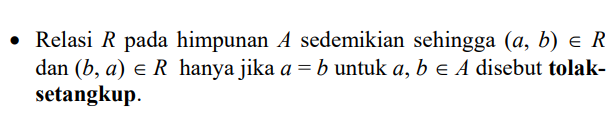 • Relasi R pada himpunan A sedemikian sehingga (a, b) ∈ R
dan (b, a) ∈ R hanya jika a = b untuk a, b ∈ A disebut tolak-
setangkup.